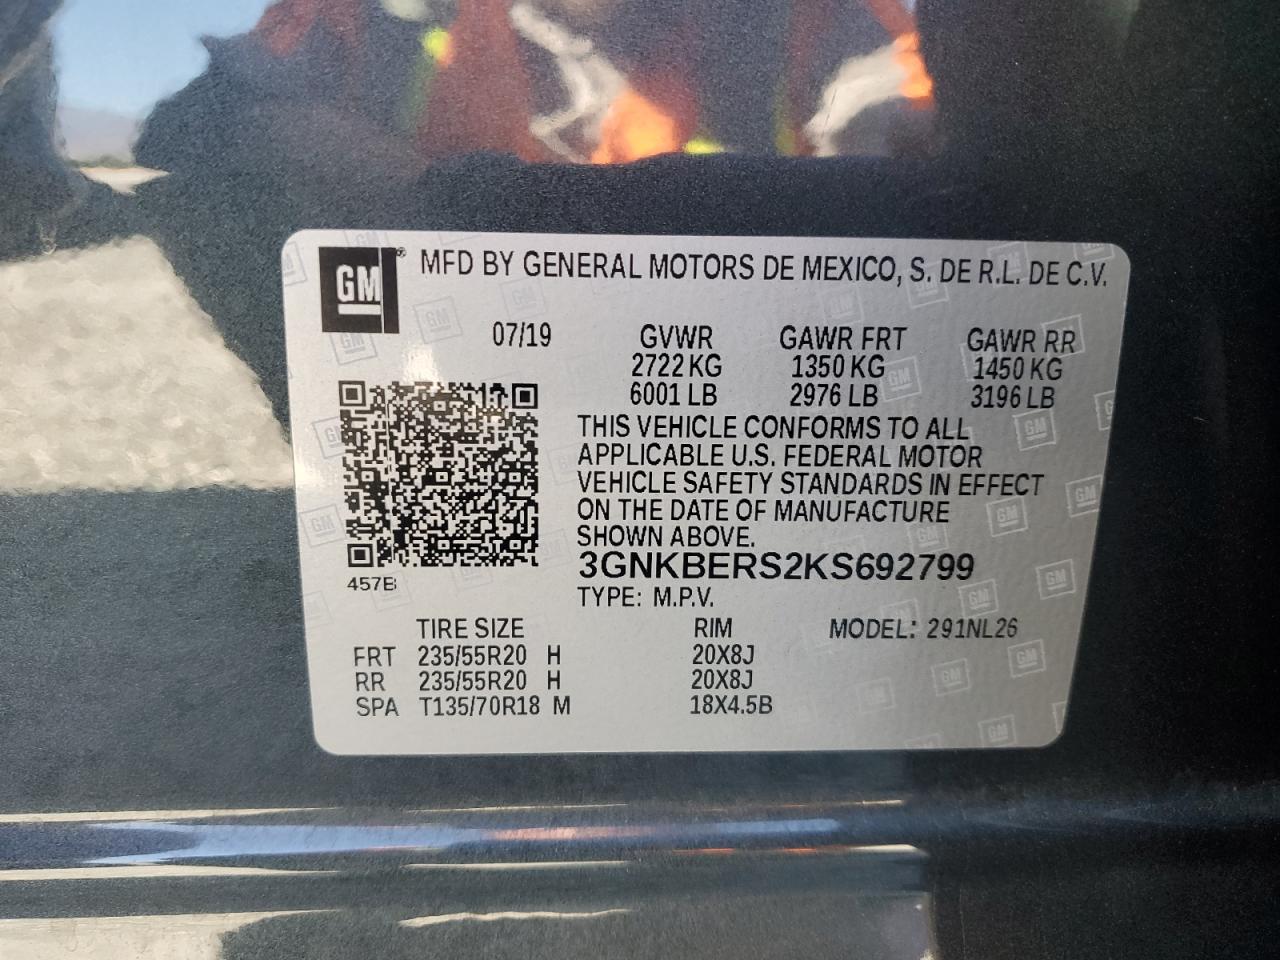 GM® MFD BY GENERAL MOTORS DE MEXICO, S. DE R.L. DE C.V.
07/19 GVWR GAWR FRT GAWR RR
2722 KG 1350 KG 1450 KG
6001 LB 2976 LB 3196 LB
THIS VEHICLE CONFORMS TO ALL
APPLICABLE U.S. FEDERAL MOTOR
VEHICLE SAFETY STANDARDS IN EFFECT
ON THE DATE OF MANUFACTURE
SHOWN ABOVE.
3GNKBERS2KS692799
457B
TYPE: M.P.V.
TIRE SIZE RIM MODEL: 291NL26
FRT 235/55R20 H 20X8J
RR 235/55R20 H 20X8J
SPA T135/70R18 M 18X4.5B